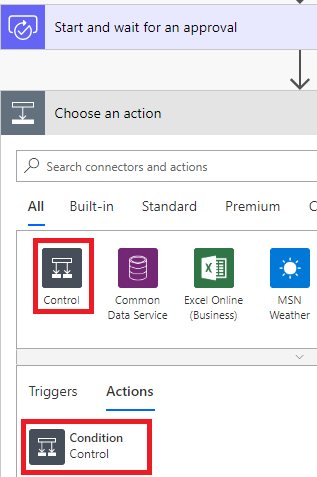 Start and wait for an approval
Choose an action
Search connectors and actions
All Built-in Standard Premium C
Control Common Data Service Excel Online (Business) MSN Weather
Triggers Actions
Condition
Control